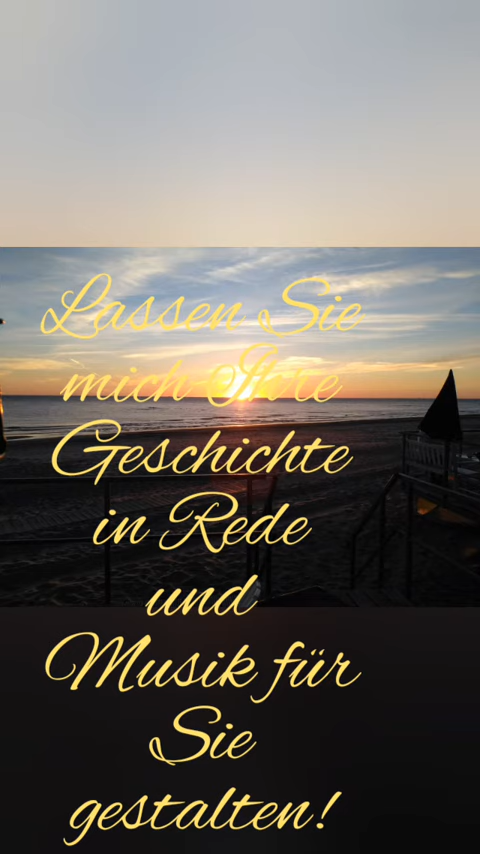 Lassen Sie
mich Ihre
Geschichte
in Rede
und
Musik für
Sie
gestalten!